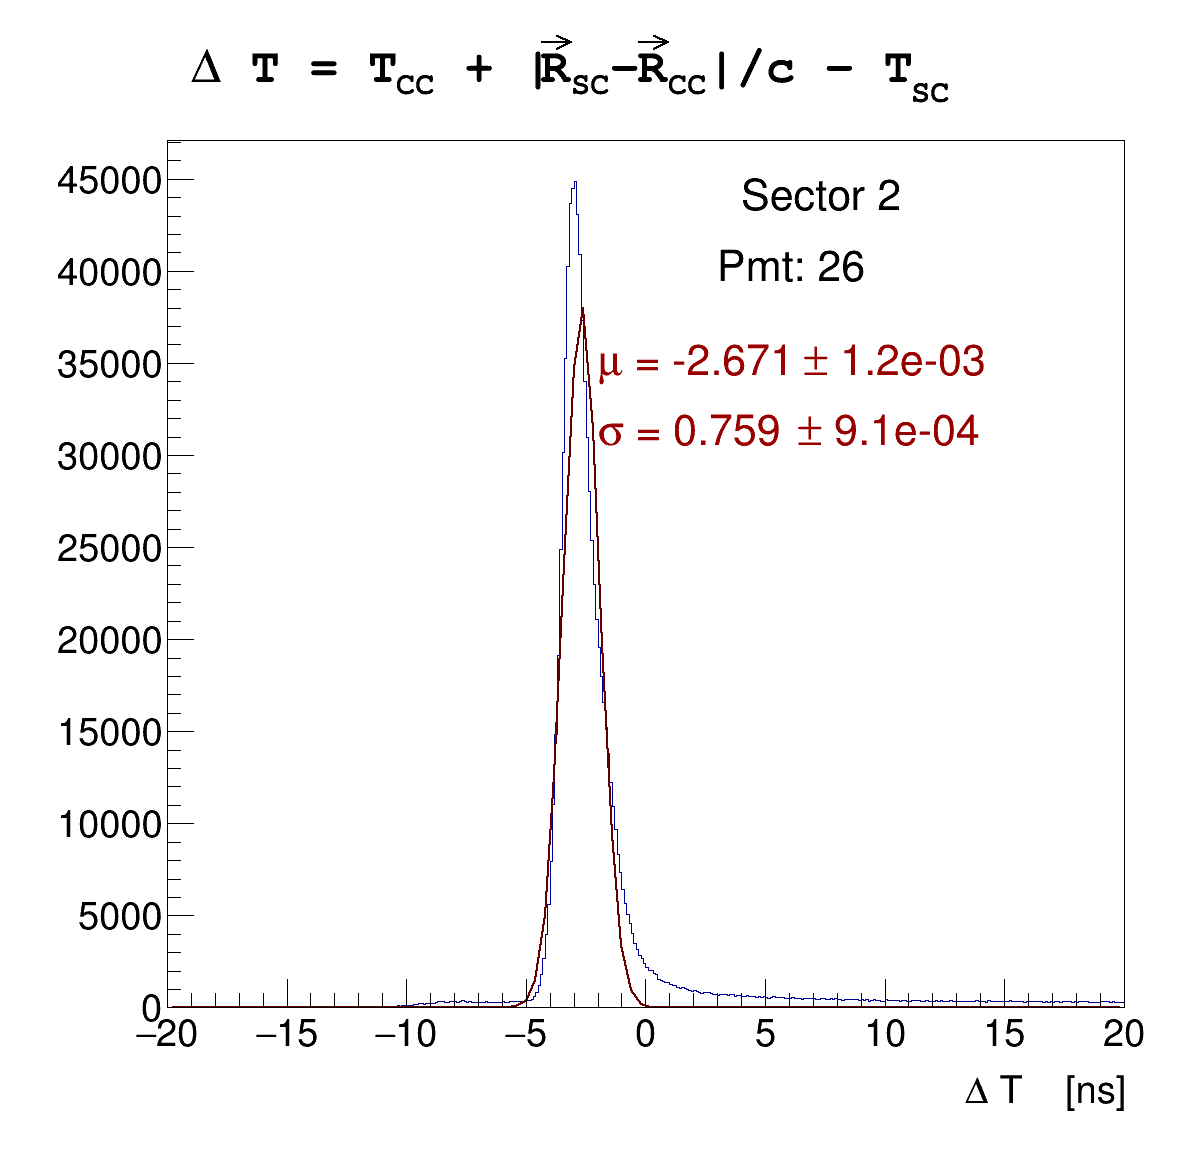 Δ T = T_CC + |R⃗_SC−R⃗_CC|/c − T_SC
Sector 2
Pmt: 26
μ = -2.671 ± 1.2e-03
σ = 0.759 ± 9.1e-04
45000
40000
35000
30000
25000
20000
15000
10000
5000
0
−20 −15 −10 −5 0 5 10 15 20
Δ T [ns]